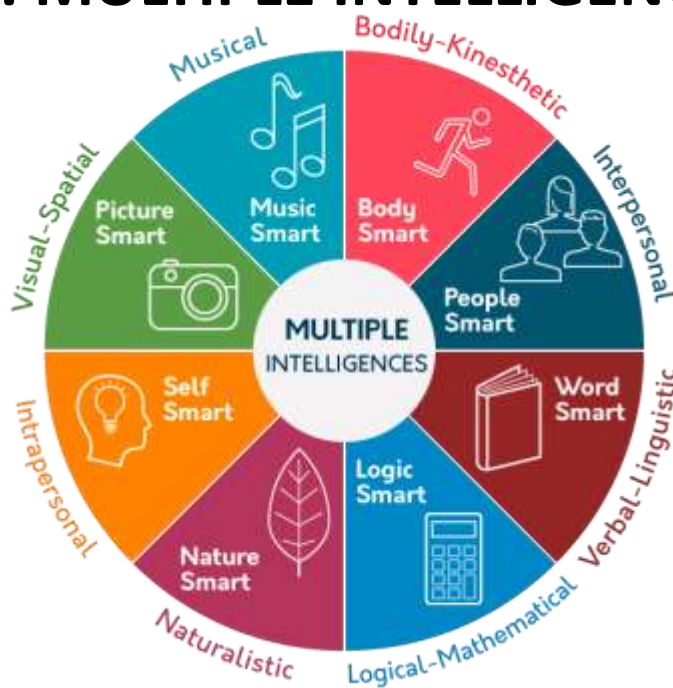 MULTIPLE
Musical
Bodily-Kinesthetic
Interpersonal
Verbal-Linguistic
Logical-Mathematical
Naturalistic
Intrapersonal
Visual-Spatial
Music
Smart
Body
Smart
People
Smart
Word
Smart
Logic
Smart
Nature
Smart
Self
Smart
Picture
Smart
MULTIPLE
INTELLIGENCES